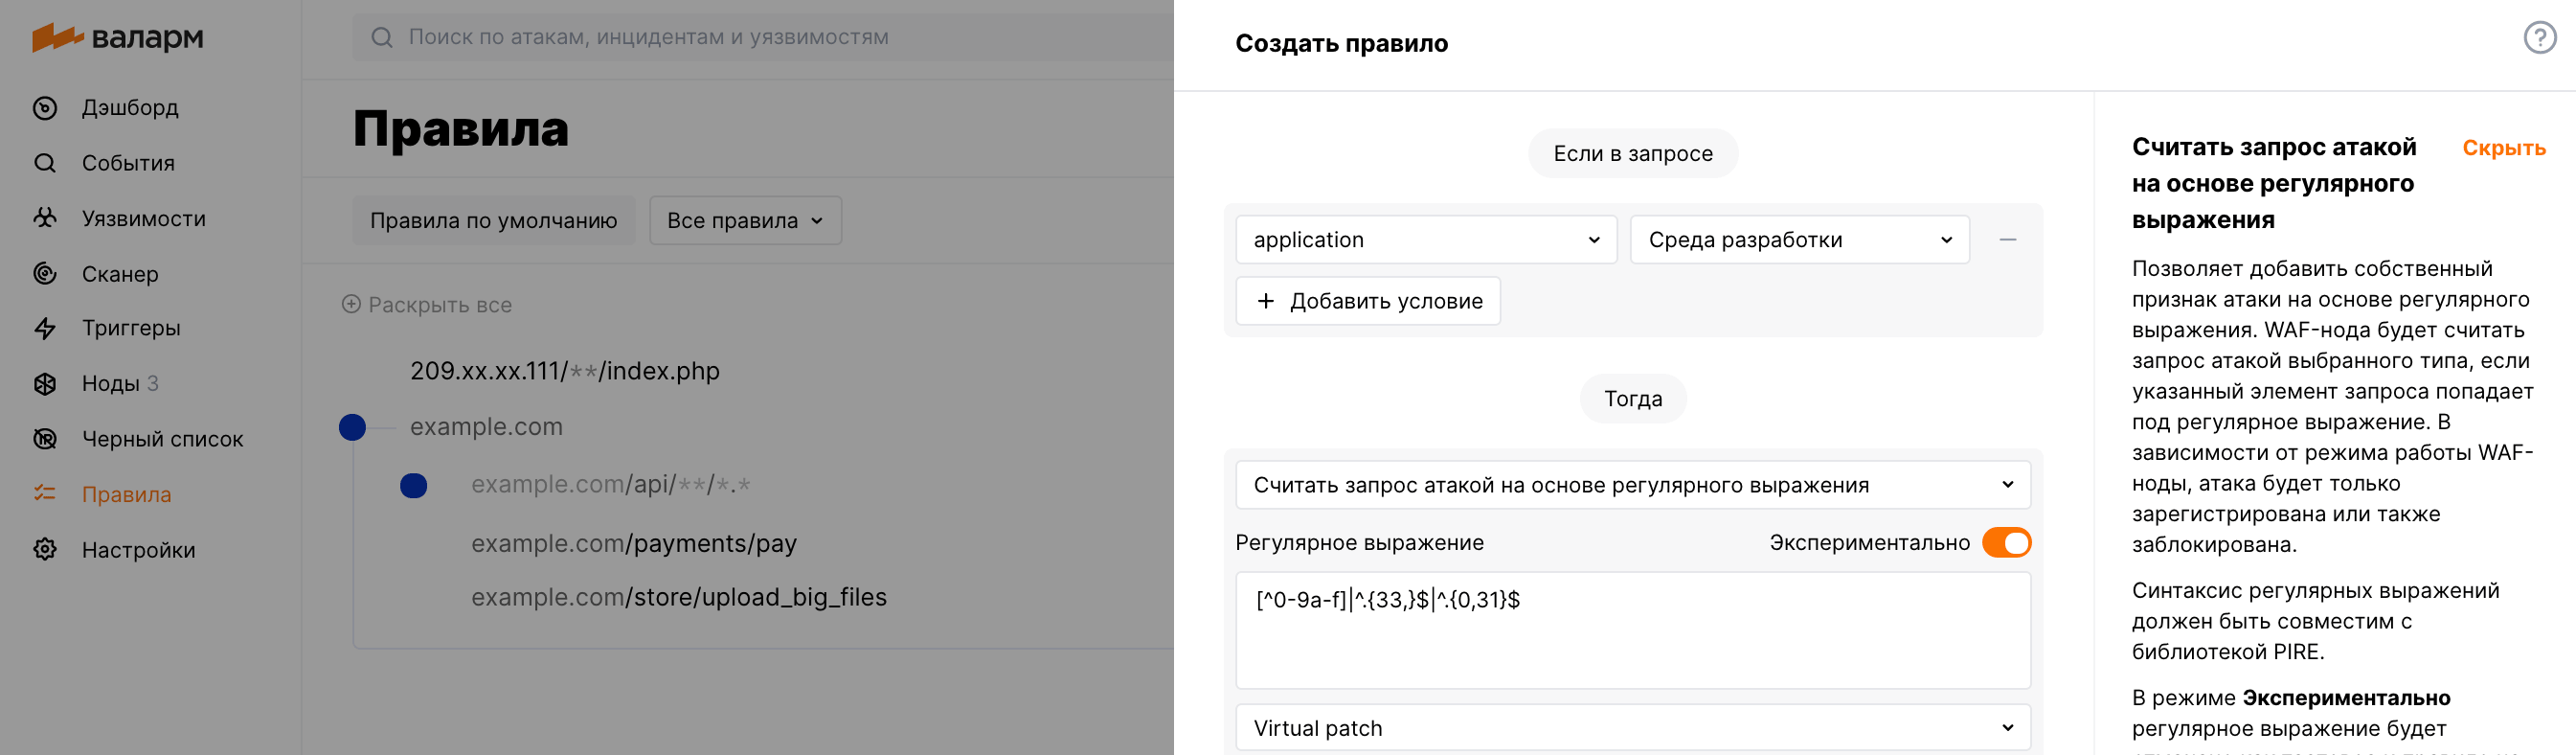 валарм
Дэшборд
События
Уязвимости
Сканер
Триггеры
Ноды 3
Черный список
Правила
Настройки
Поиск по атакам, инцидентам и уязвимостям
Правила
Правила по умолчанию
Все правила
Раскрыть все
209.xx.xx.111/**/index.php
example.com
example.com/api/**/*.*
example.com/payments/pay
example.com/store/upload_big_files
Создать правило
Если в запросе
application
Среда разработки
Добавить условие
Тогда
Считать запрос атакой на основе регулярного выражения
Регулярное выражение
Экспериментально
[^0-9a-f]|^.{33,}$|^.{0,31}$
Virtual patch
Считать запрос атакой
на основе регулярного
выражения
Скрыть
Позволяет добавить собственный
признак атаки на основе регулярного
выражения. WAF-нода будет считать
запрос атакой выбранного типа, если
указанный элемент запроса попадает
под регулярное выражение. В
зависимости от режима работы WAF-
ноды, атака будет только
зарегистрирована или также
заблокирована.
Синтаксис регулярных выражений
должен быть совместим с
библиотекой PIRE.
В режиме Экспериментально
регулярное выражение будет